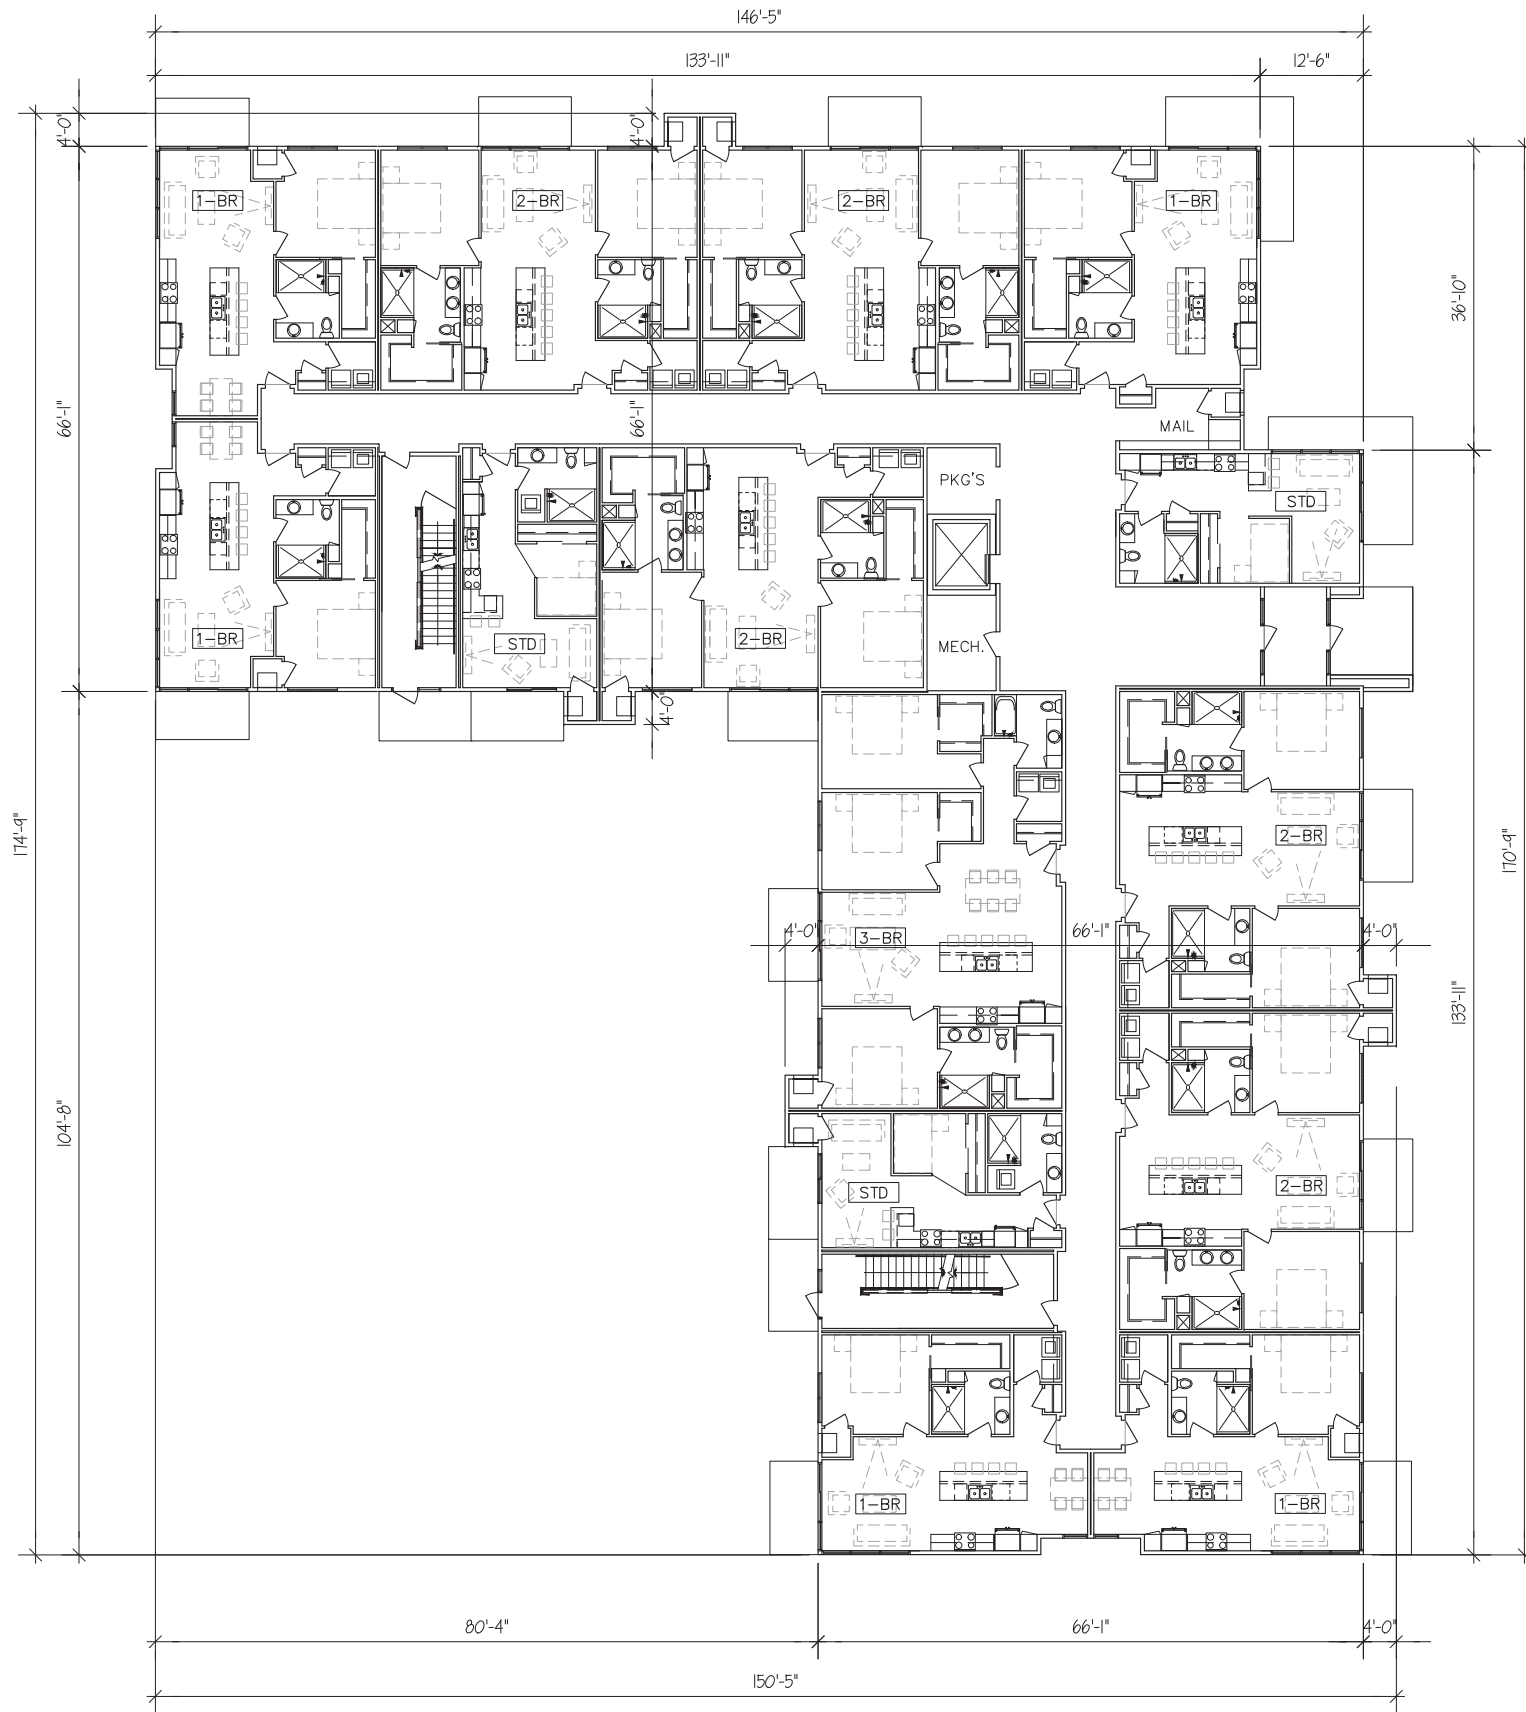 146'-5"
133'-11"
12'-6"
4'-0"
4'-0"
1-BR
2-BR
2-BR
1-BR
36'-10"
66'-1"
66'-1"
MAIL
PKG'S
STD
1-BR
STD
2-BR
MECH.
4'-0"
174'-9"
2-BR
170'-9"
4'-0"
3-BR
66'-1"
4'-0"
133'-11"
104'-8"
STD
2-BR
1-BR
1-BR
80'-4"
66'-1"
4'-0"
150'-5"